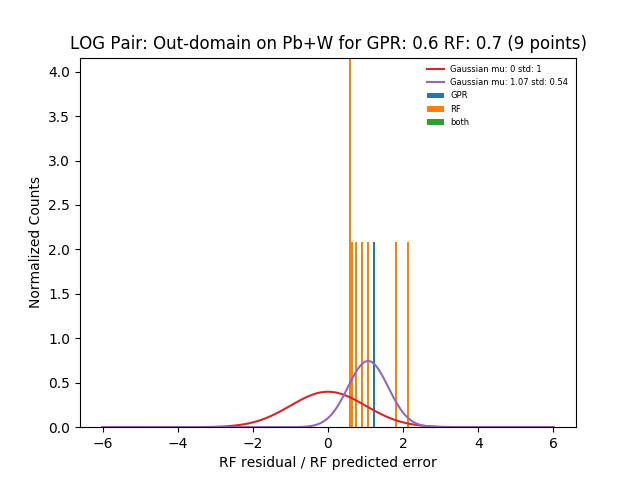 LOG Pair: Out-domain on Pb+W for GPR: 0.6 RF: 0.7 (9 points)
Gaussian mu: 0 std: 1
Gaussian mu: 1.07 std: 0.54
GPR
RF
both
Normalized Counts
4.0
3.5
3.0
2.5
2.0
1.5
1.0
0.5
0.0
−6
−4
−2
0
2
4
6
RF residual / RF predicted error